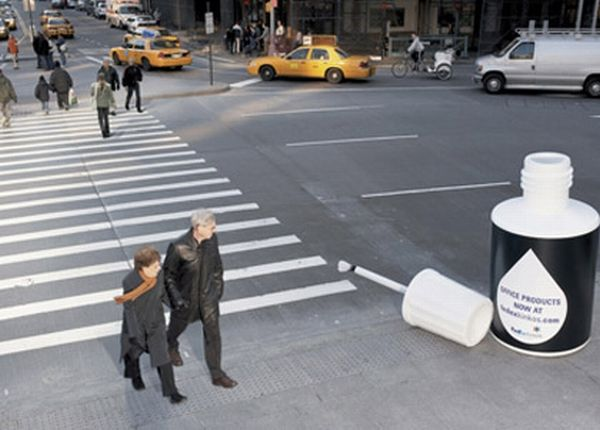 OFFICE PRODUCTS
NOW AT
fedexkinkos.com
FedEx Kinko's